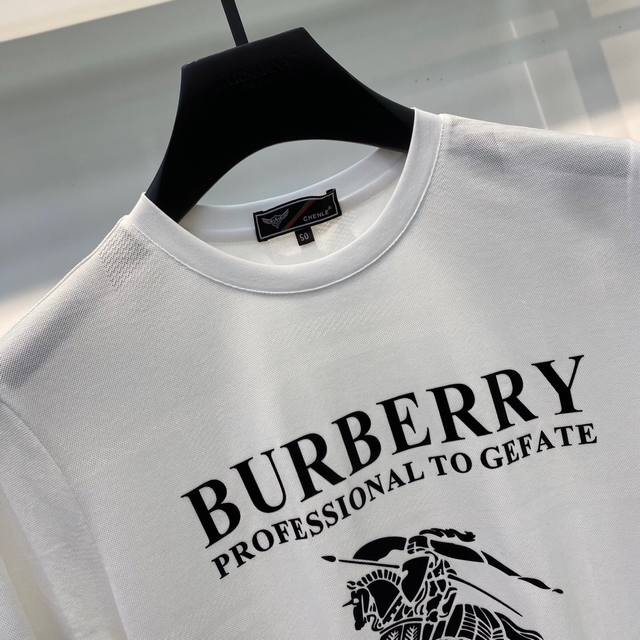 CHENLE
50
BURBERRY
PROFESSIONAL TO GEFATE